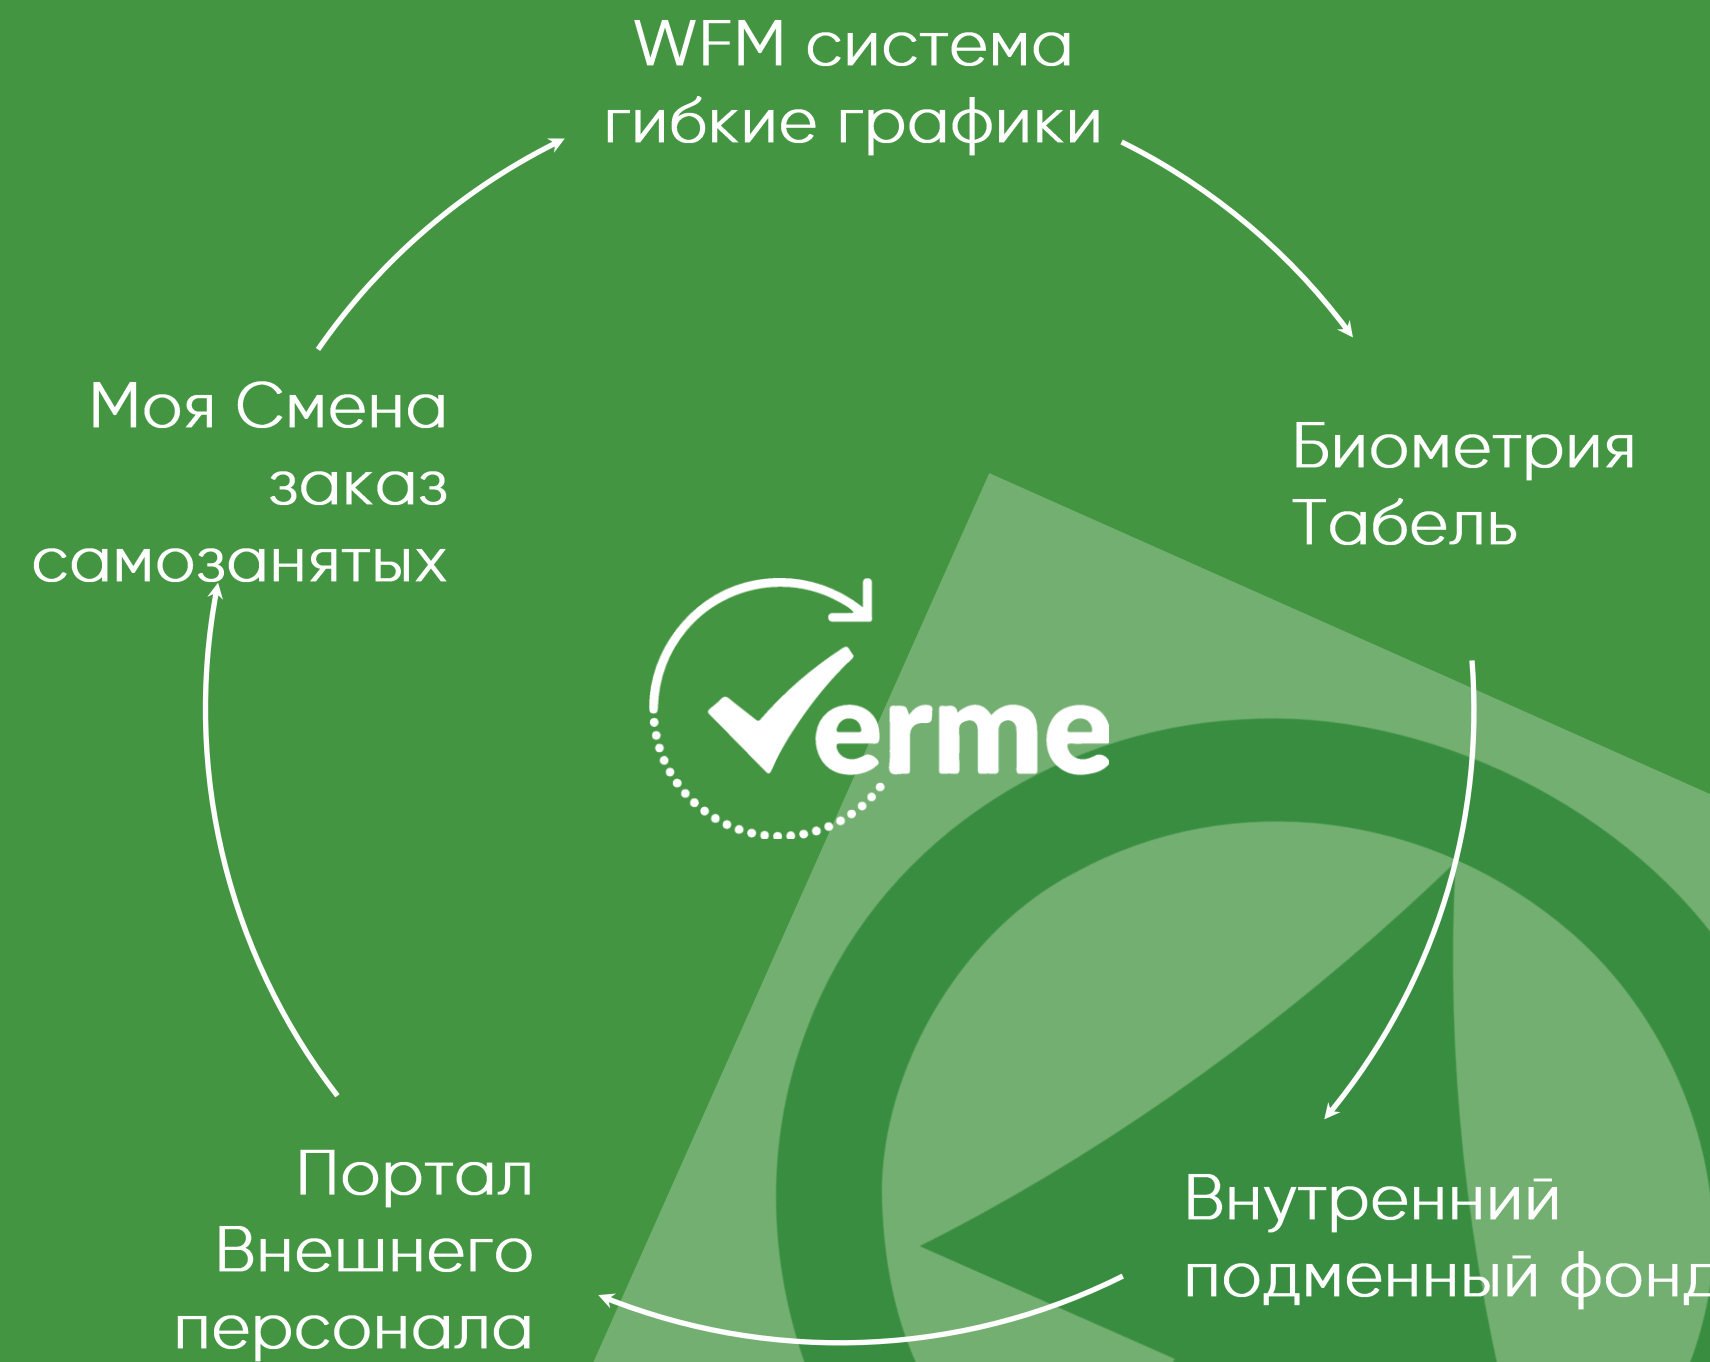 WFM система
гибкие графики
Биометрия
Табель
Внутренний
подменный фонд
Портал
Внешнего
персонала
Моя Смена
заказ
самозанятых
Verme